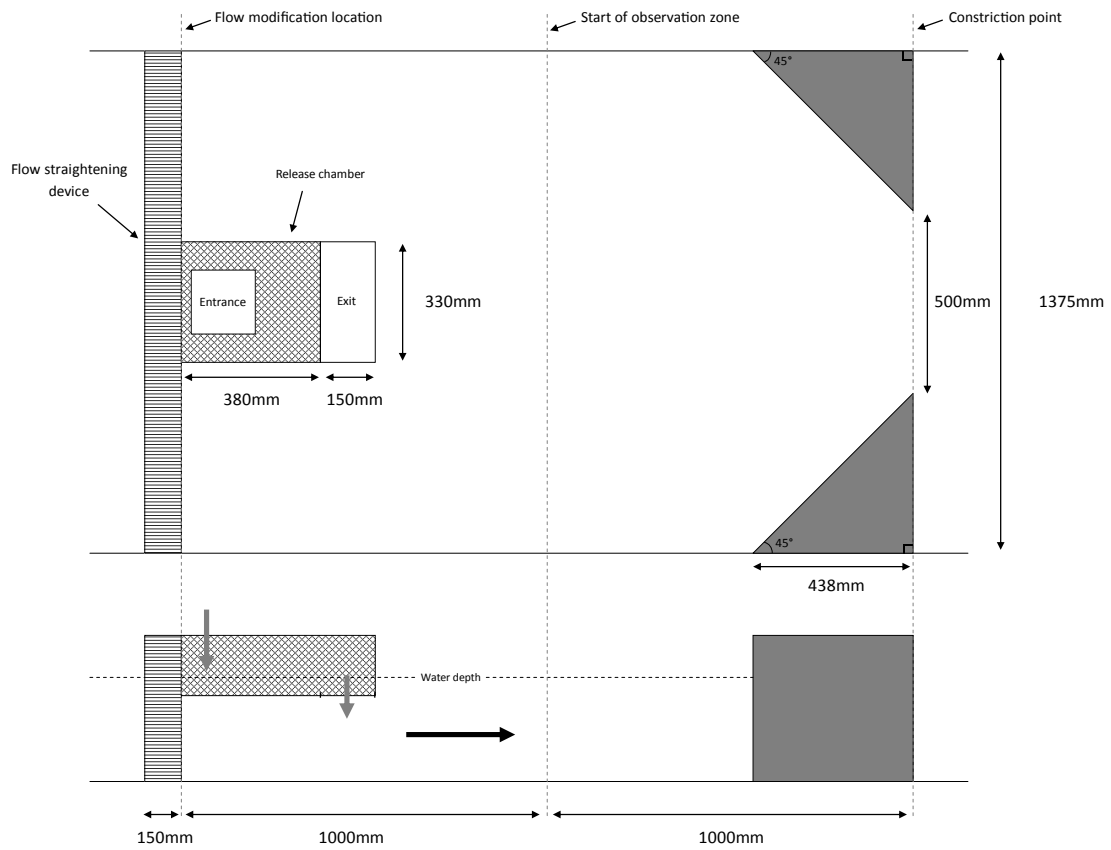 Flow modification location
Start of observation zone
Constriction point
45°
Flow straightening
device
Release chamber
Entrance
Exit
330mm
500mm
1375mm
380mm
150mm
45°
438mm
Water depth
150mm
1000mm
1000mm